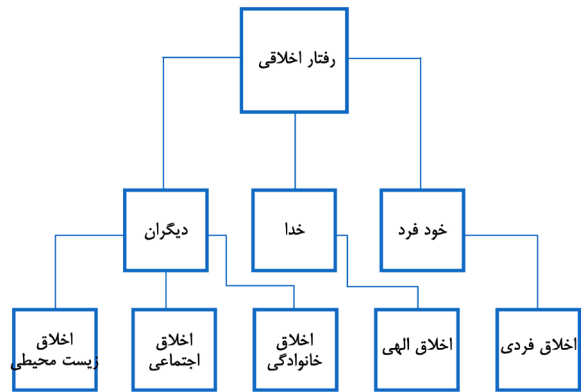 رفتار اخلاقی
خود فرد
خدا
دیگران
اخلاق فردی
اخلاق الهی
اخلاق
خانوادگی
اخلاق
اجتماعی
اخلاق
زیست محیطی